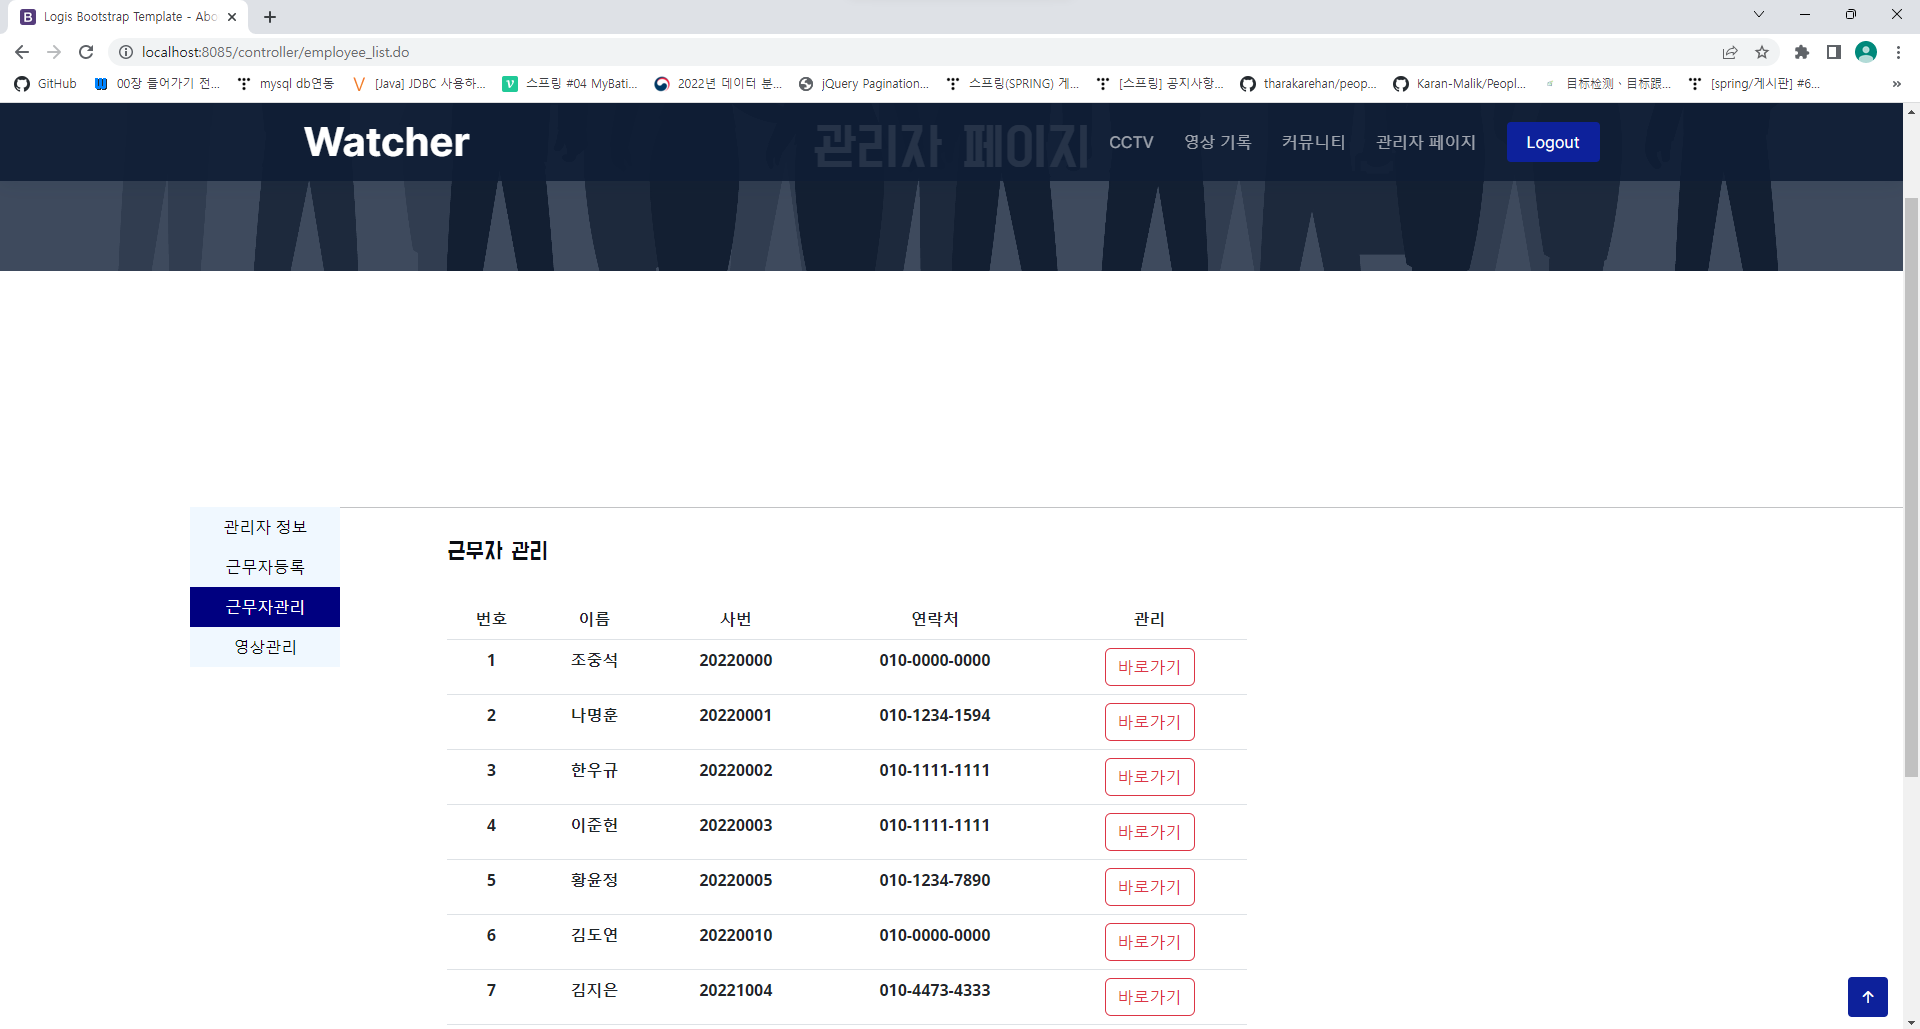 Logis Bootstrap Template - Abo
localhost:8085/controller/employee_list.do
GitHub 00장 들어가기 전... mysql db연동 [Java] JDBC 사용하... 스프링 #04 MyBati... 2022년 데이터 분... jQuery Pagination... 스프링(SPRING) 게... [스프링] 공지사항... tharakarehan/peop... Karan-Malik/Peopl... 目标检测、目标跟... [spring/게시판] #6... »
Watcher 관리자 페이지 CCTV 영상 기록 커뮤니티 관리자 페이지 Logout
관리자 정보
근무자등록
근무자관리
영상관리
근무자 관리
번호 이름 사번 연락처 관리
1 조중석 20220000 010-0000-0000 바로가기
2 나명훈 20220001 010-1234-1594 바로가기
3 한우규 20220002 010-1111-1111 바로가기
4 이준헌 20220003 010-1111-1111 바로가기
5 황윤정 20220005 010-1234-7890 바로가기
6 김도연 20220010 010-0000-0000 바로가기
7 김지은 20221004 010-4473-4333 바로가기